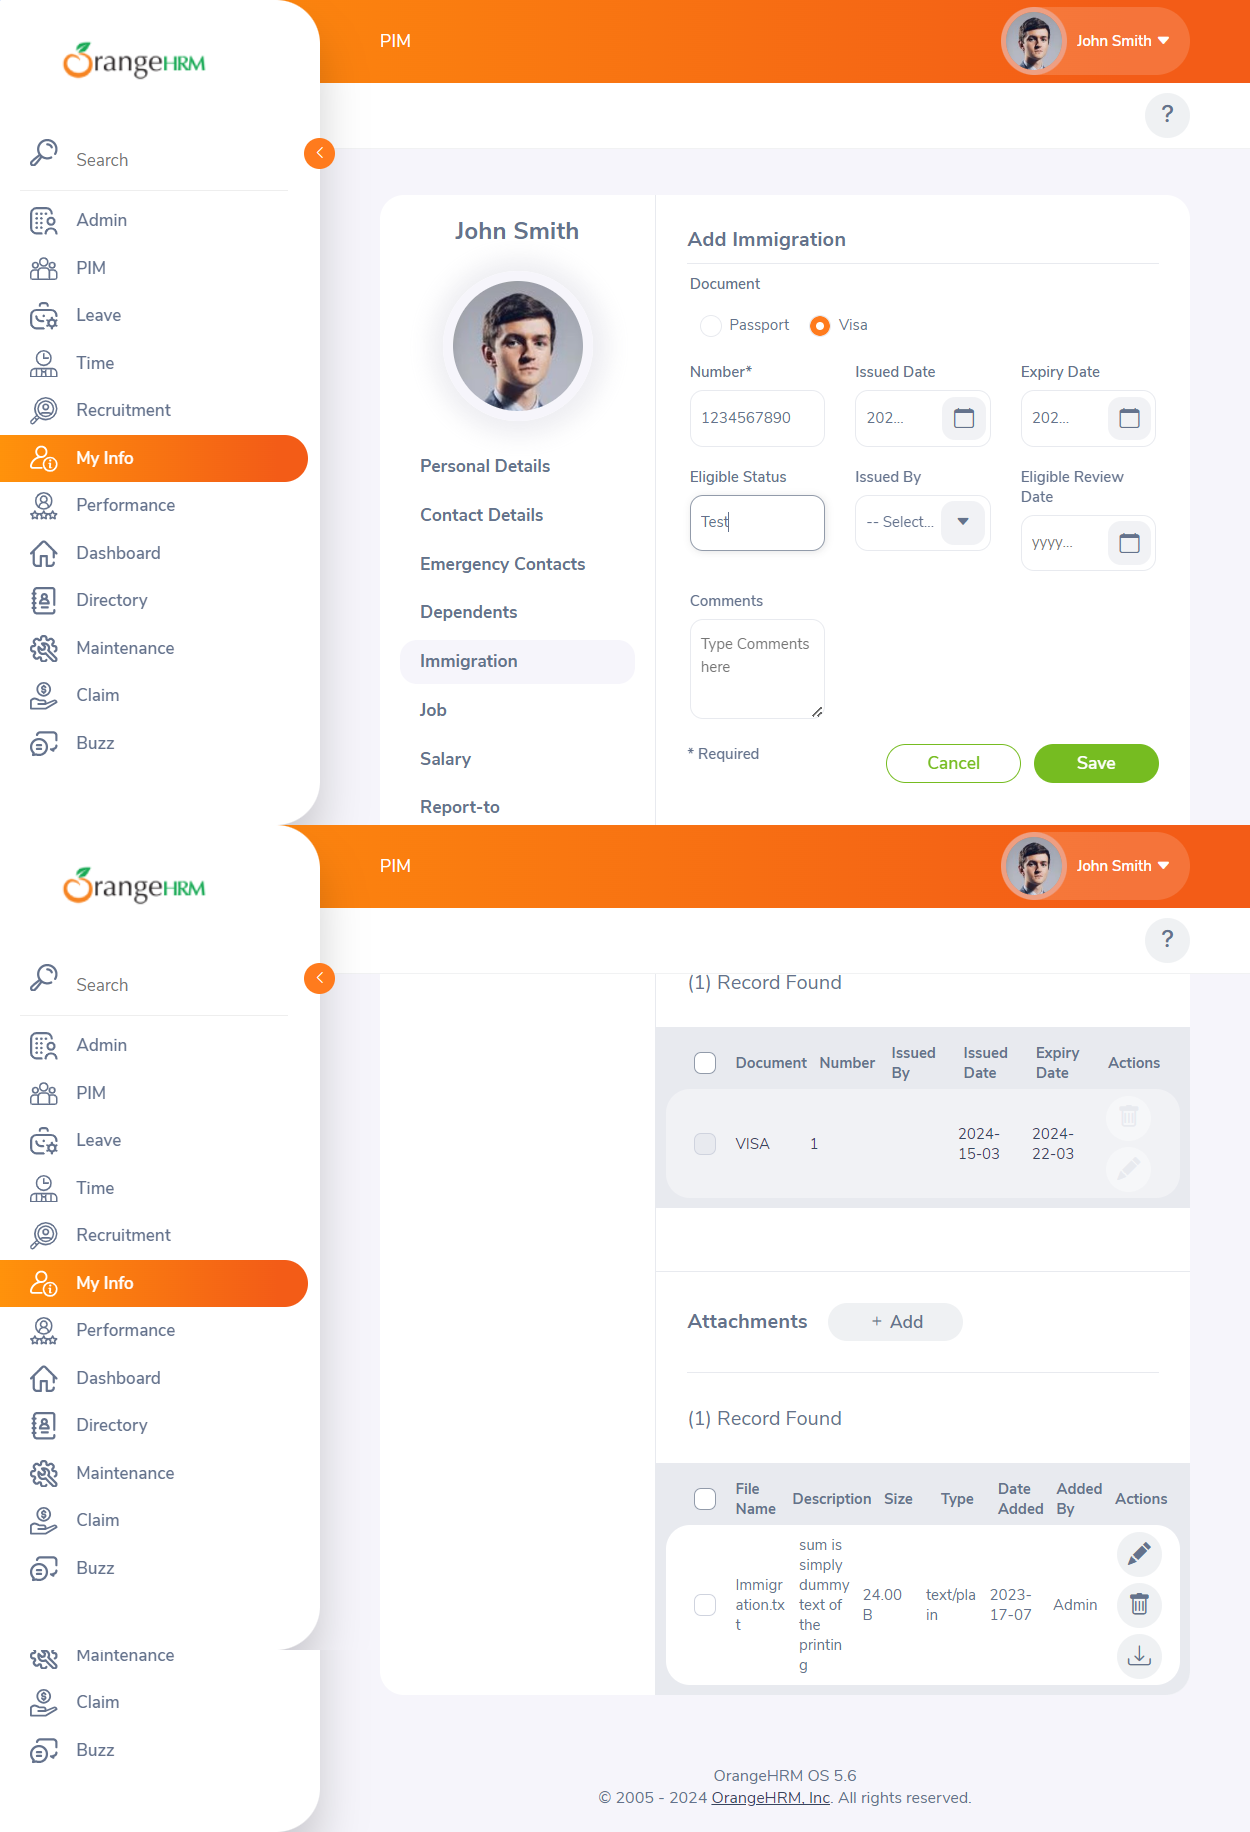 OrangeHRM
PIM
John Smith
?
Search
Admin
PIM
Leave
Time
Recruitment
My Info
Performance
Dashboard
Directory
Maintenance
Claim
Buzz
John Smith
Personal Details
Contact Details
Emergency Contacts
Dependents
Immigration
Job
Salary
Report-to
Add Immigration
Document
Passport
Visa
Number*
Issued Date
Expiry Date
1234567890
202...
202...
Eligible Status
Issued By
Eligible Review
Date
Test
-- Select...
yyyy...
Comments
Type Comments
here
* Required
Cancel
Save
OrangeHRM
PIM
John Smith
?
Search
Admin
PIM
Leave
Time
Recruitment
My Info
Performance
Dashboard
Directory
Maintenance
Claim
Buzz
Maintenance
Claim
Buzz
(1) Record Found
Document
Number
Issued
By
Issued
Date
Expiry
Date
Actions
VISA
1
2024-
15-03
2024-
22-03
Attachments
+ Add
(1) Record Found
File
Name
Description
Size
Type
Date
Added
Added
By
Actions
Immigr
ation.tx
t
sum is
simply
dummy
text of
the
printin
g
24.00
B
text/pla
in
2023-
17-07
Admin
OrangeHRM OS 5.6
© 2005 - 2024 OrangeHRM, Inc. All rights reserved.